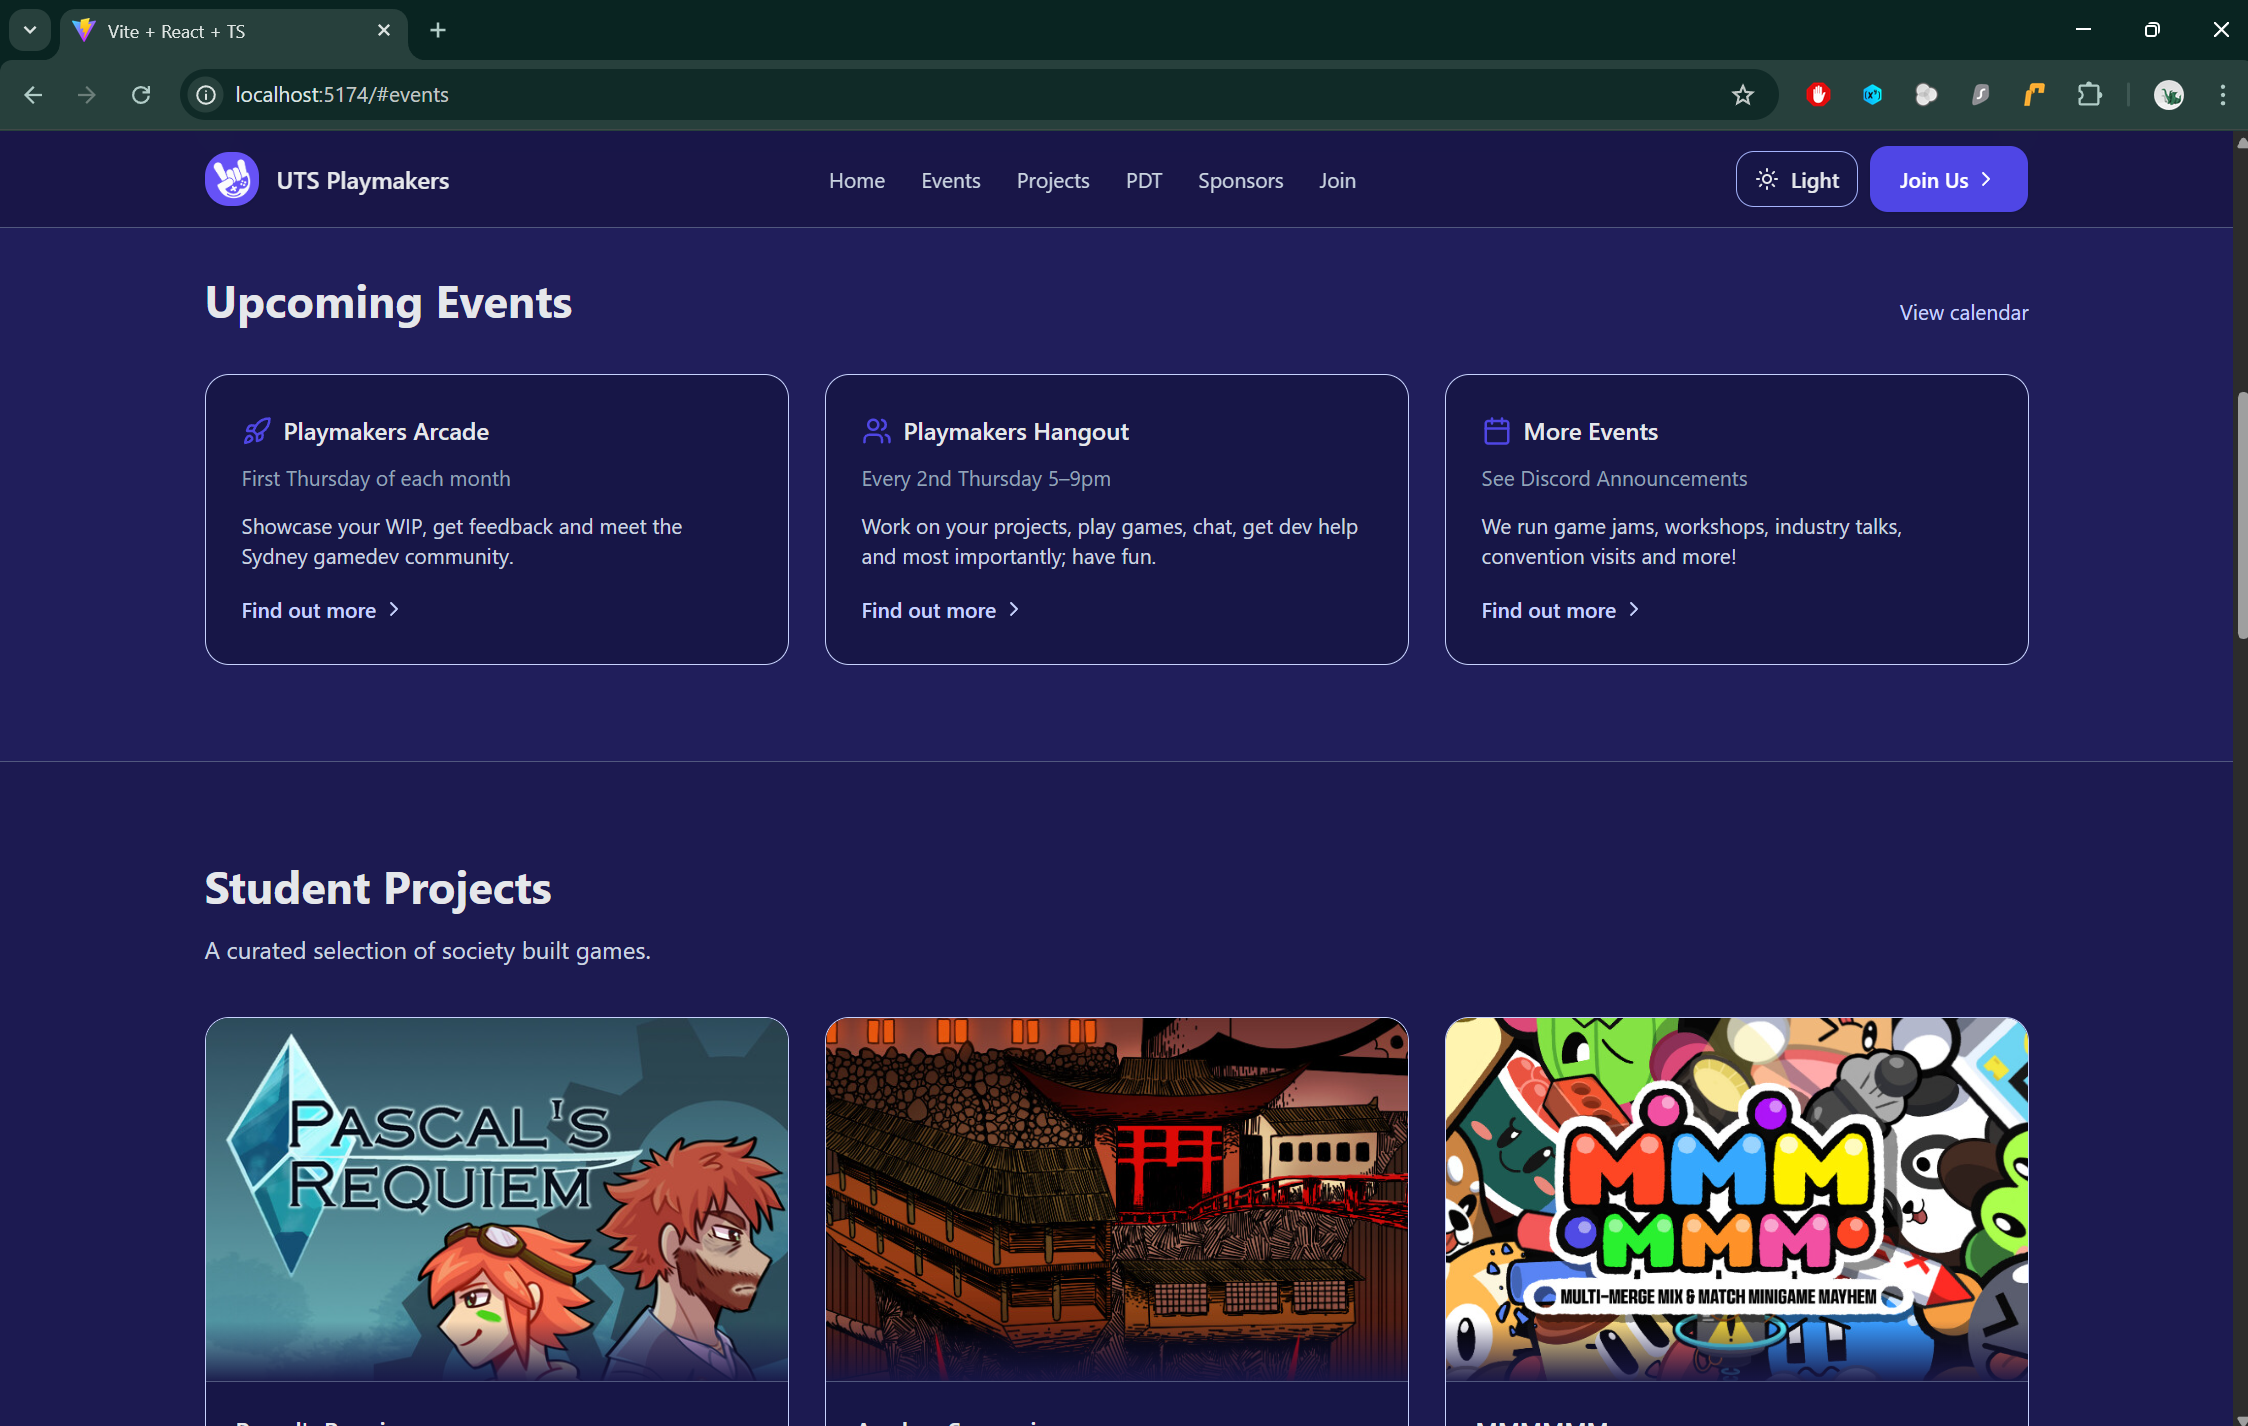 Vite + React + TS
localhost:5174/#events
UTS Playmakers
Home
Events
Projects
PDT
Sponsors
Join
Light
Join Us
Upcoming Events
View calendar
Playmakers Arcade
First Thursday of each month
Showcase your WIP, get feedback and meet the
Sydney gamedev community.
Find out more
Playmakers Hangout
Every 2nd Thursday 5–9pm
Work on your projects, play games, chat, get dev help
and most importantly; have fun.
Find out more
More Events
See Discord Announcements
We run game jams, workshops, industry talks,
convention visits and more!
Find out more
Student Projects
A curated selection of society built games.
PASCAL'S
REQUIEM
MMM
MMM
MULTI-MERGE MIX & MATCH MINIGAME MAYHEM